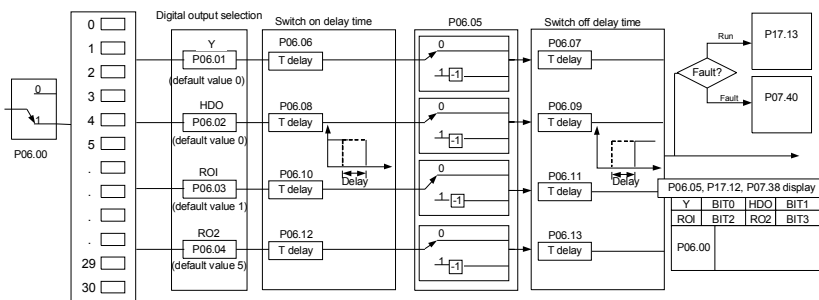 Digital output selection
Switch on delay time
P06.05
Switch off delay time
0
1
2
3
4
5
.
.
.
.
29
30
0
1
P06.00
Y
P06.01
(default value 0)
HDO
P06.02
(default value 0)
ROI
P06.03
(default value 1)
RO2
P06.04
(default value 5)
P06.06
T delay
P06.08
T delay
Delay
P06.10
T delay
P06.12
T delay
0
1 -1
0
1 -1
0
1 -1
0
1 -1
P06.07
T delay
P06.09
T delay
Delay
P06.11
T delay
P06.13
T delay
Fault?
Run
P17.13
Fault
P07.40
P06.05, P17.12, P07.38 display
Y BIT0 HDO BIT1
ROI BIT2 RO2 BIT3
P06.00